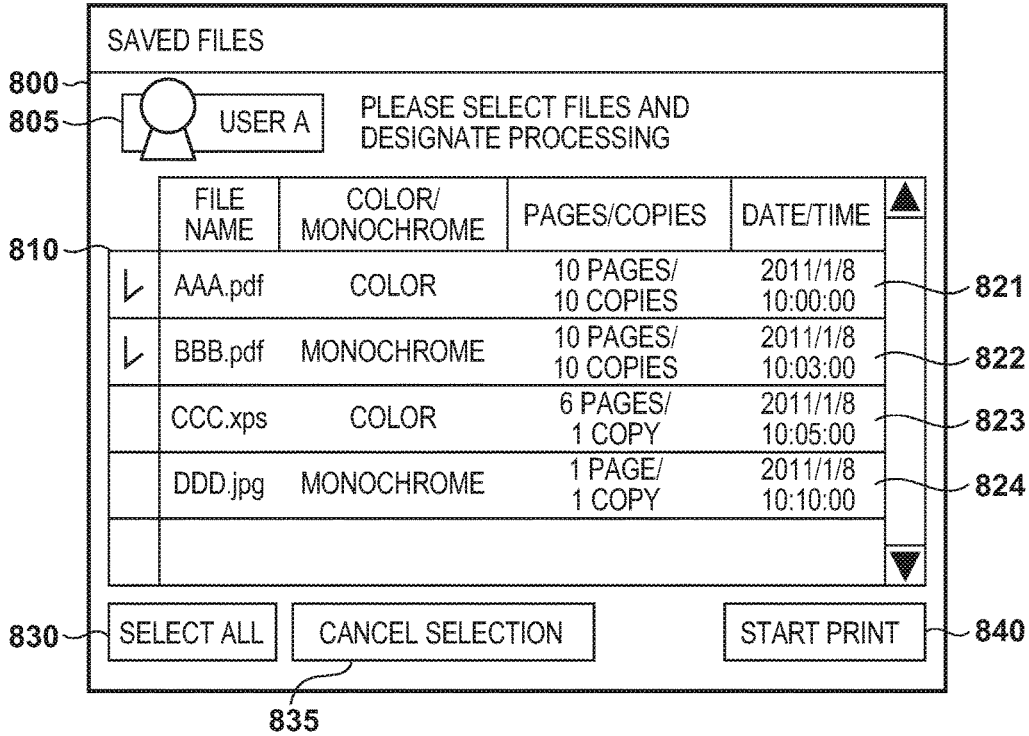 SAVED FILES
800
805
USER A
PLEASE SELECT FILES AND
DESIGNATE PROCESSING
FILE
NAME
COLOR/
MONOCHROME
PAGES/COPIES
DATE/TIME
810
AAA.pdf
COLOR
10 PAGES/
10 COPIES
2011/1/8
10:00:00
821
BBB.pdf
MONOCHROME
10 PAGES/
10 COPIES
2011/1/8
10:03:00
822
CCC.xps
COLOR
6 PAGES/
1 COPY
2011/1/8
10:05:00
823
DDD.jpg
MONOCHROME
1 PAGE/
1 COPY
2011/1/8
10:10:00
824
830
SELECT ALL
CANCEL SELECTION
START PRINT
840
835